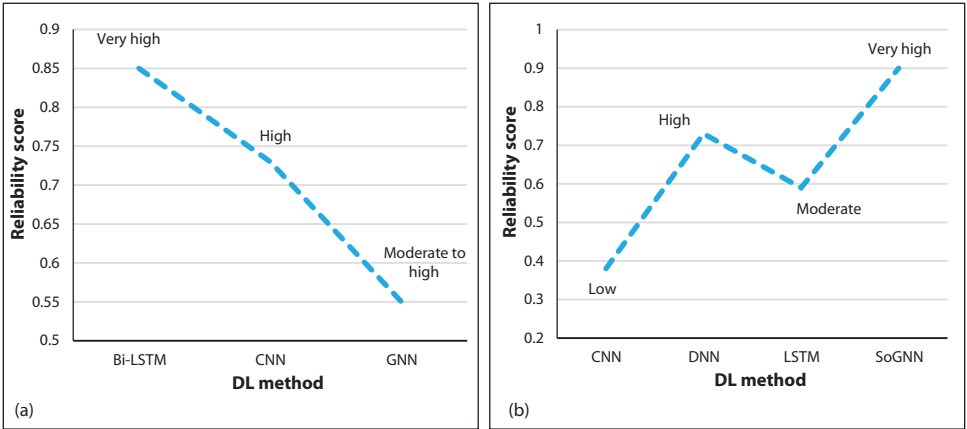 0.9
0.85
0.8
0.75
0.7
0.65
0.6
0.55
0.5
Reliability score
Very high
High
Moderate to
high
Bi-LSTM CNN GNN
DL method
(a)
1
0.9
0.8
0.7
0.6
0.5
0.4
0.3
0.2
Reliability score
Very high
High
Moderate
Low
CNN DNN LSTM SoGNN
DL method
(b)